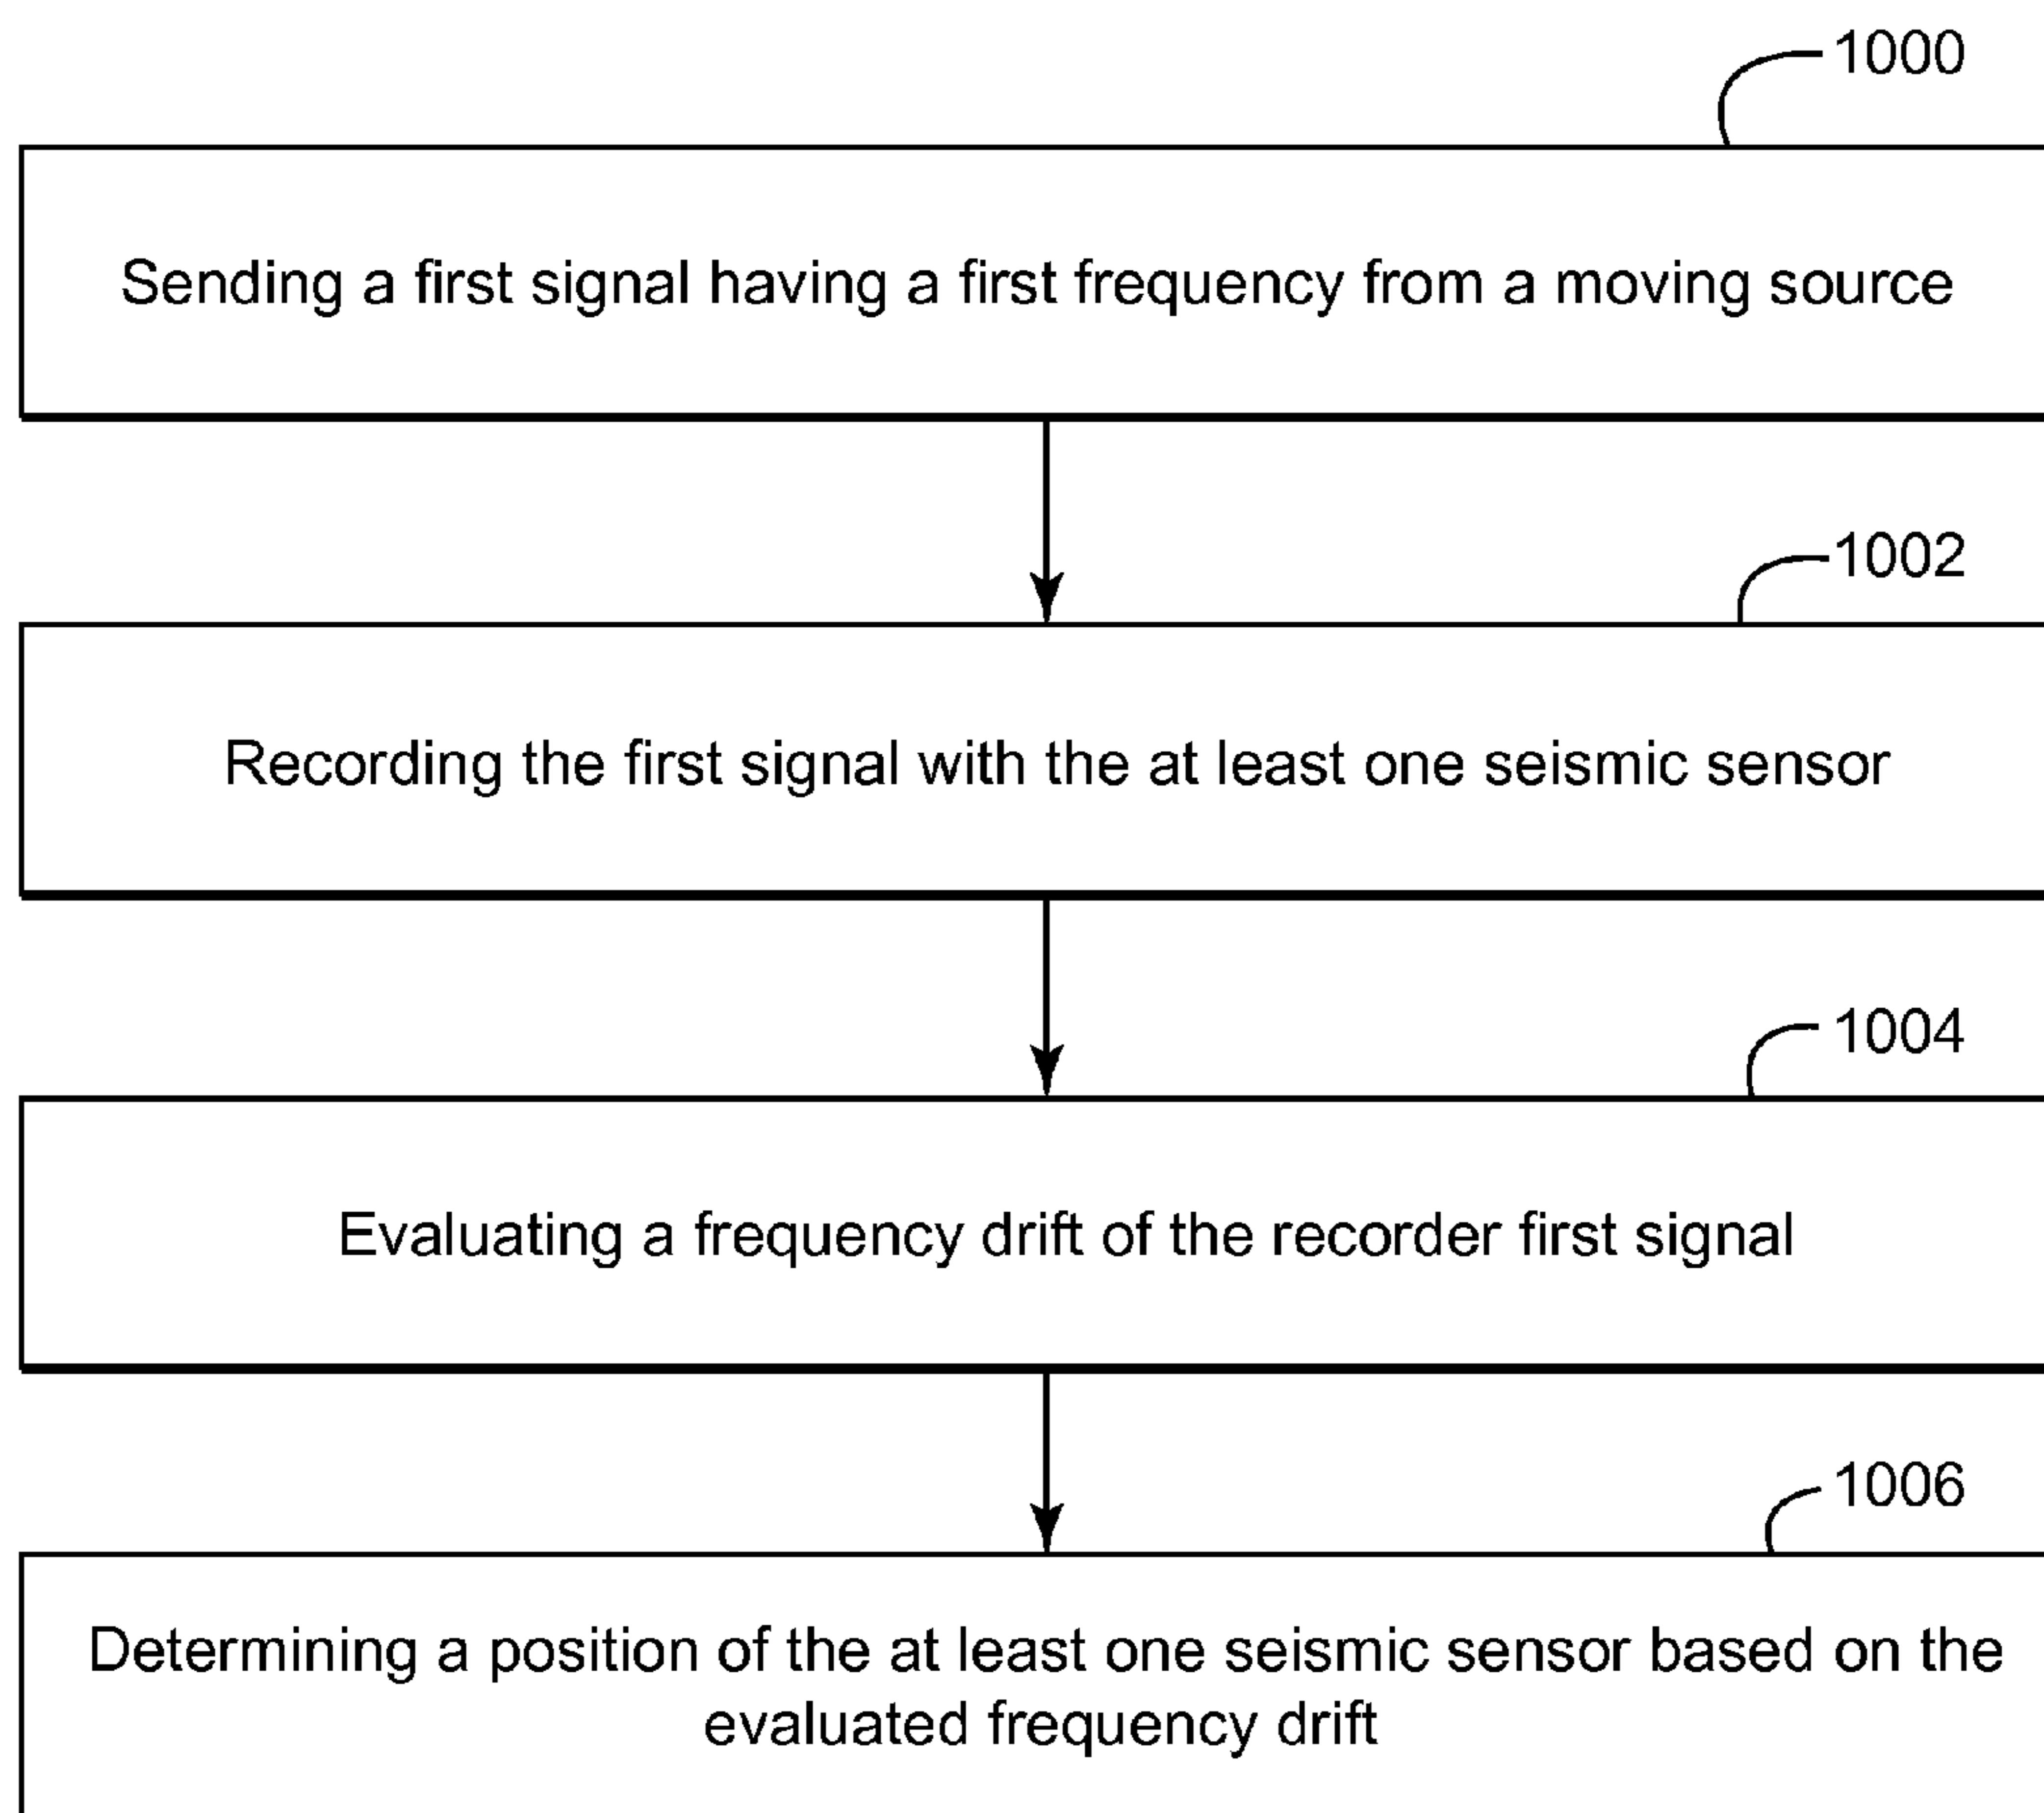 1000
Sending a first signal having a first frequency from a moving source
1002
Recording the first signal with the at least one seismic sensor
1004
Evaluating a frequency drift of the recorder first signal
1006
Determining a position of the at least one seismic sensor based on the
evaluated frequency drift